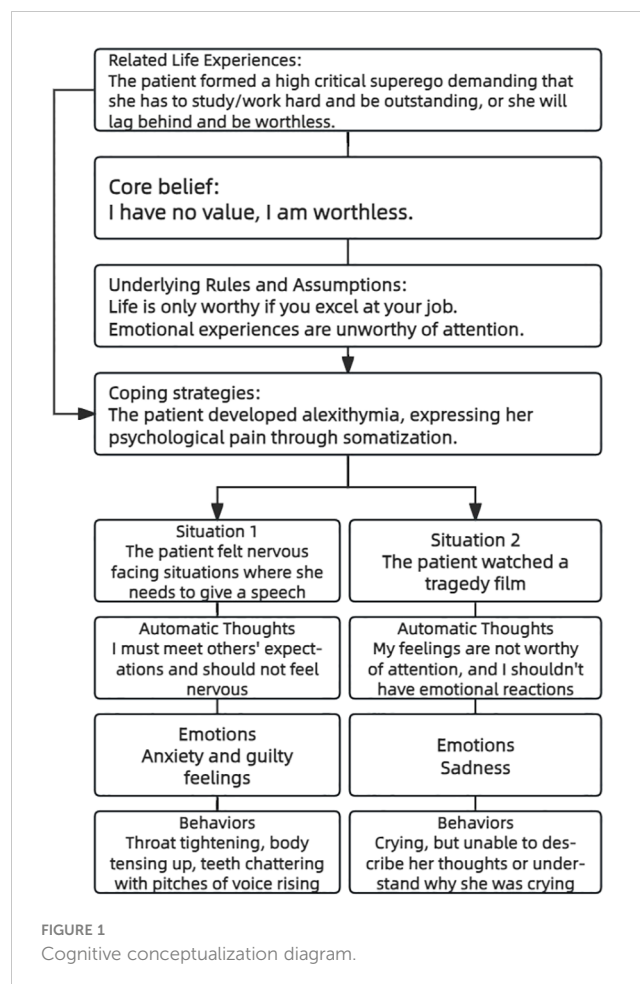 Related Life Experiences:
The patient formed a high critical superego demanding that
she has to study/work hard and be outstanding, or she will
lag behind and be worthless.
Core belief:
I have no value, I am worthless.
Underlying Rules and Assumptions:
Life is only worthy if you excel at your job.
Emotional experiences are unworthy of attention.
Coping strategies:
The patient developed alexithymia, expressing her
psychological pain through somatization.
Situation 1
The patient felt nervous
facing situations where she
needs to give a speech
Situation 2
The patient watched a
tragedy film
Automatic Thoughts
I must meet others' expect-
ations and should not feel
nervous
Automatic Thoughts
My feelings are not worthy
of attention, and I shouldn't
have emotional reactions
Emotions
Anxiety and guilty
feelings
Emotions
Sadness
Behaviors
Throat tightening, body
tensing up, teeth chattering
with pitches of voice rising
Behaviors
Crying, but unable to des-
cribe her thoughts or under-
stand why she was crying
FIGURE 1
Cognitive conceptualization diagram.